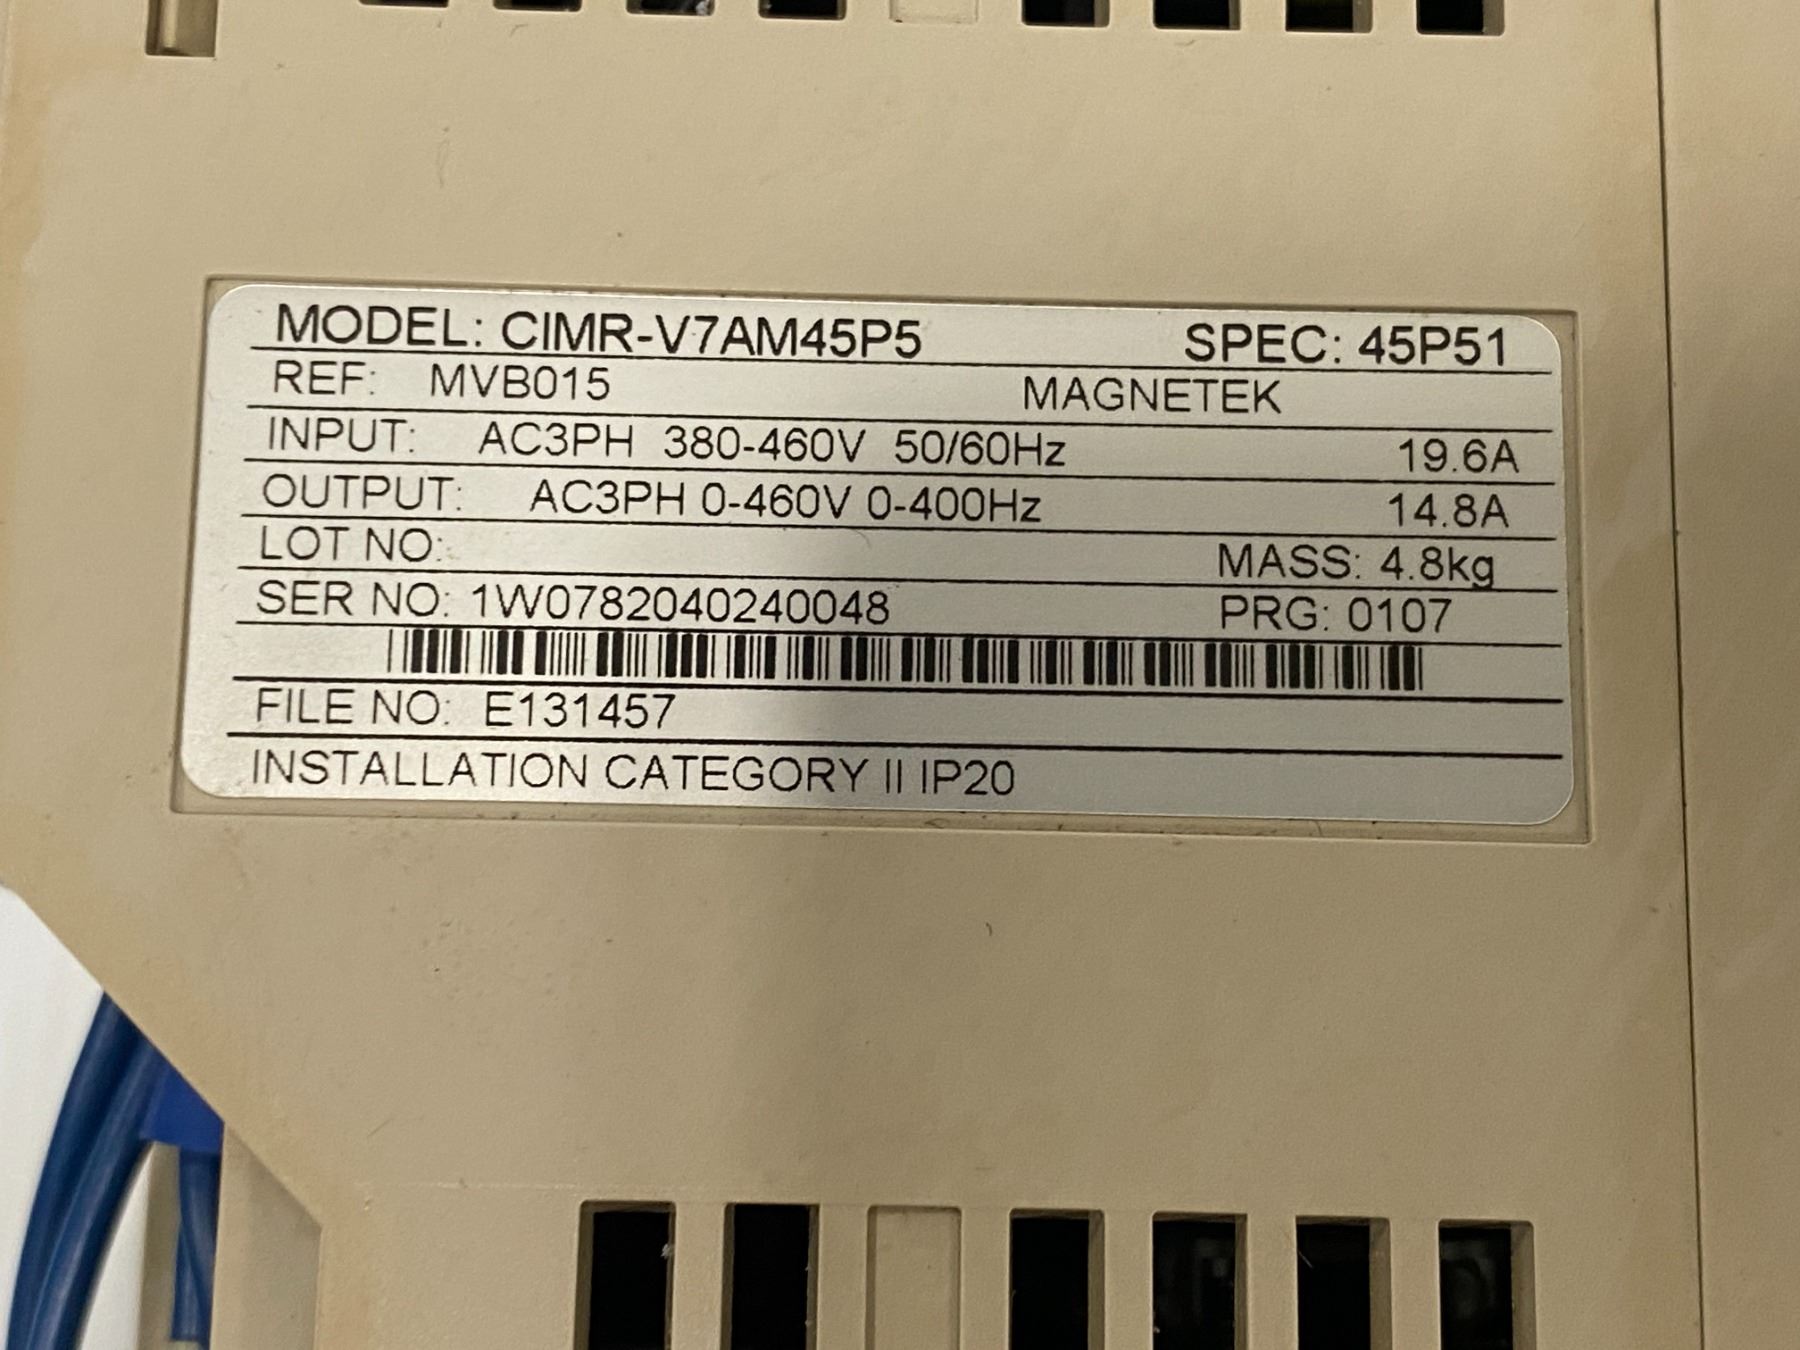 MODEL: CIMR-V7AM45P5 SPEC: 45P51
REF: MVB015 MAGNETEK
INPUT: AC3PH 380-460V 50/60Hz 19.6A
OUTPUT: AC3PH 0-460V 0-400Hz 14.8A
LOT NO: MASS: 4.8kg
SER NO: 1W0782040240048 PRG: 0107
FILE NO: E131457
INSTALLATION CATEGORY II IP20